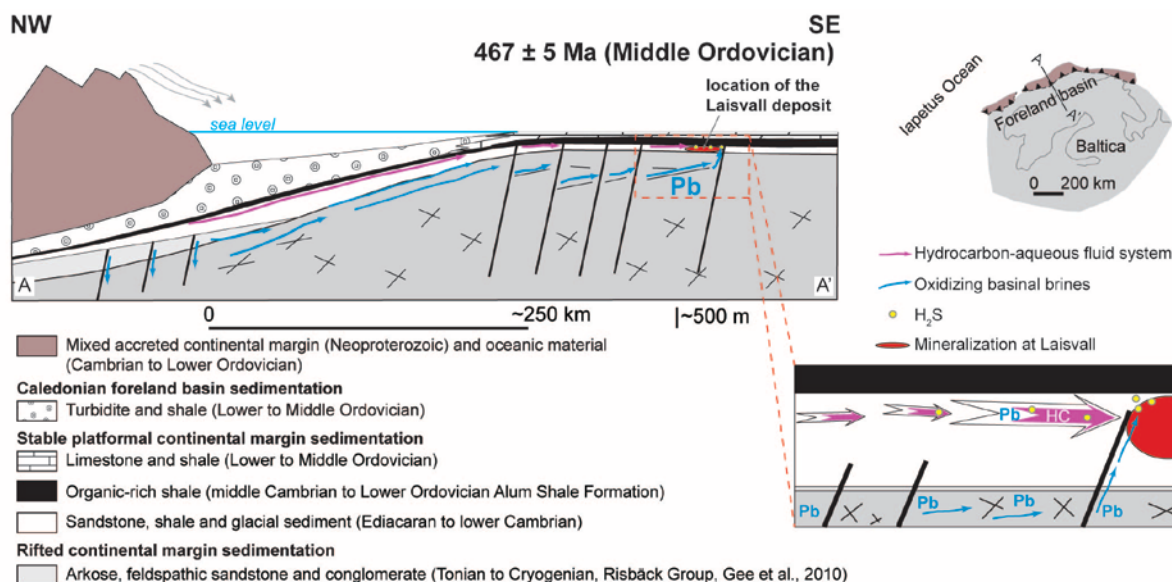 NW
SE
467 ± 5 Ma (Middle Ordovician)
location of the
Laisvall deposit
sea level
Pb
A
A'
0
~250 km
|~500 m
Iapetus Ocean
A
Foreland basin
A'
Baltica
0 200 km
Hydrocarbon-aqueous fluid system
Oxidizing basinal brines
H₂S
Mineralization at Laisvall
Mixed accreted continental margin (Neoproterozoic) and oceanic material
(Cambrian to Lower Ordovician)
Caledonian foreland basin sedimentation
Turbidite and shale (Lower to Middle Ordovician)
Stable platformal continental margin sedimentation
Limestone and shale (Lower to Middle Ordovician)
Organic-rich shale (middle Cambrian to Lower Ordovician Alum Shale Formation)
Sandstone, shale and glacial sediment (Ediacaran to lower Cambrian)
Rifted continental margin sedimentation
Arkose, feldspathic sandstone and conglomerate (Tonian to Cryogenian, Risbäck Group, Gee et al., 2010)
Pb HC
Pb Pb Pb Pb